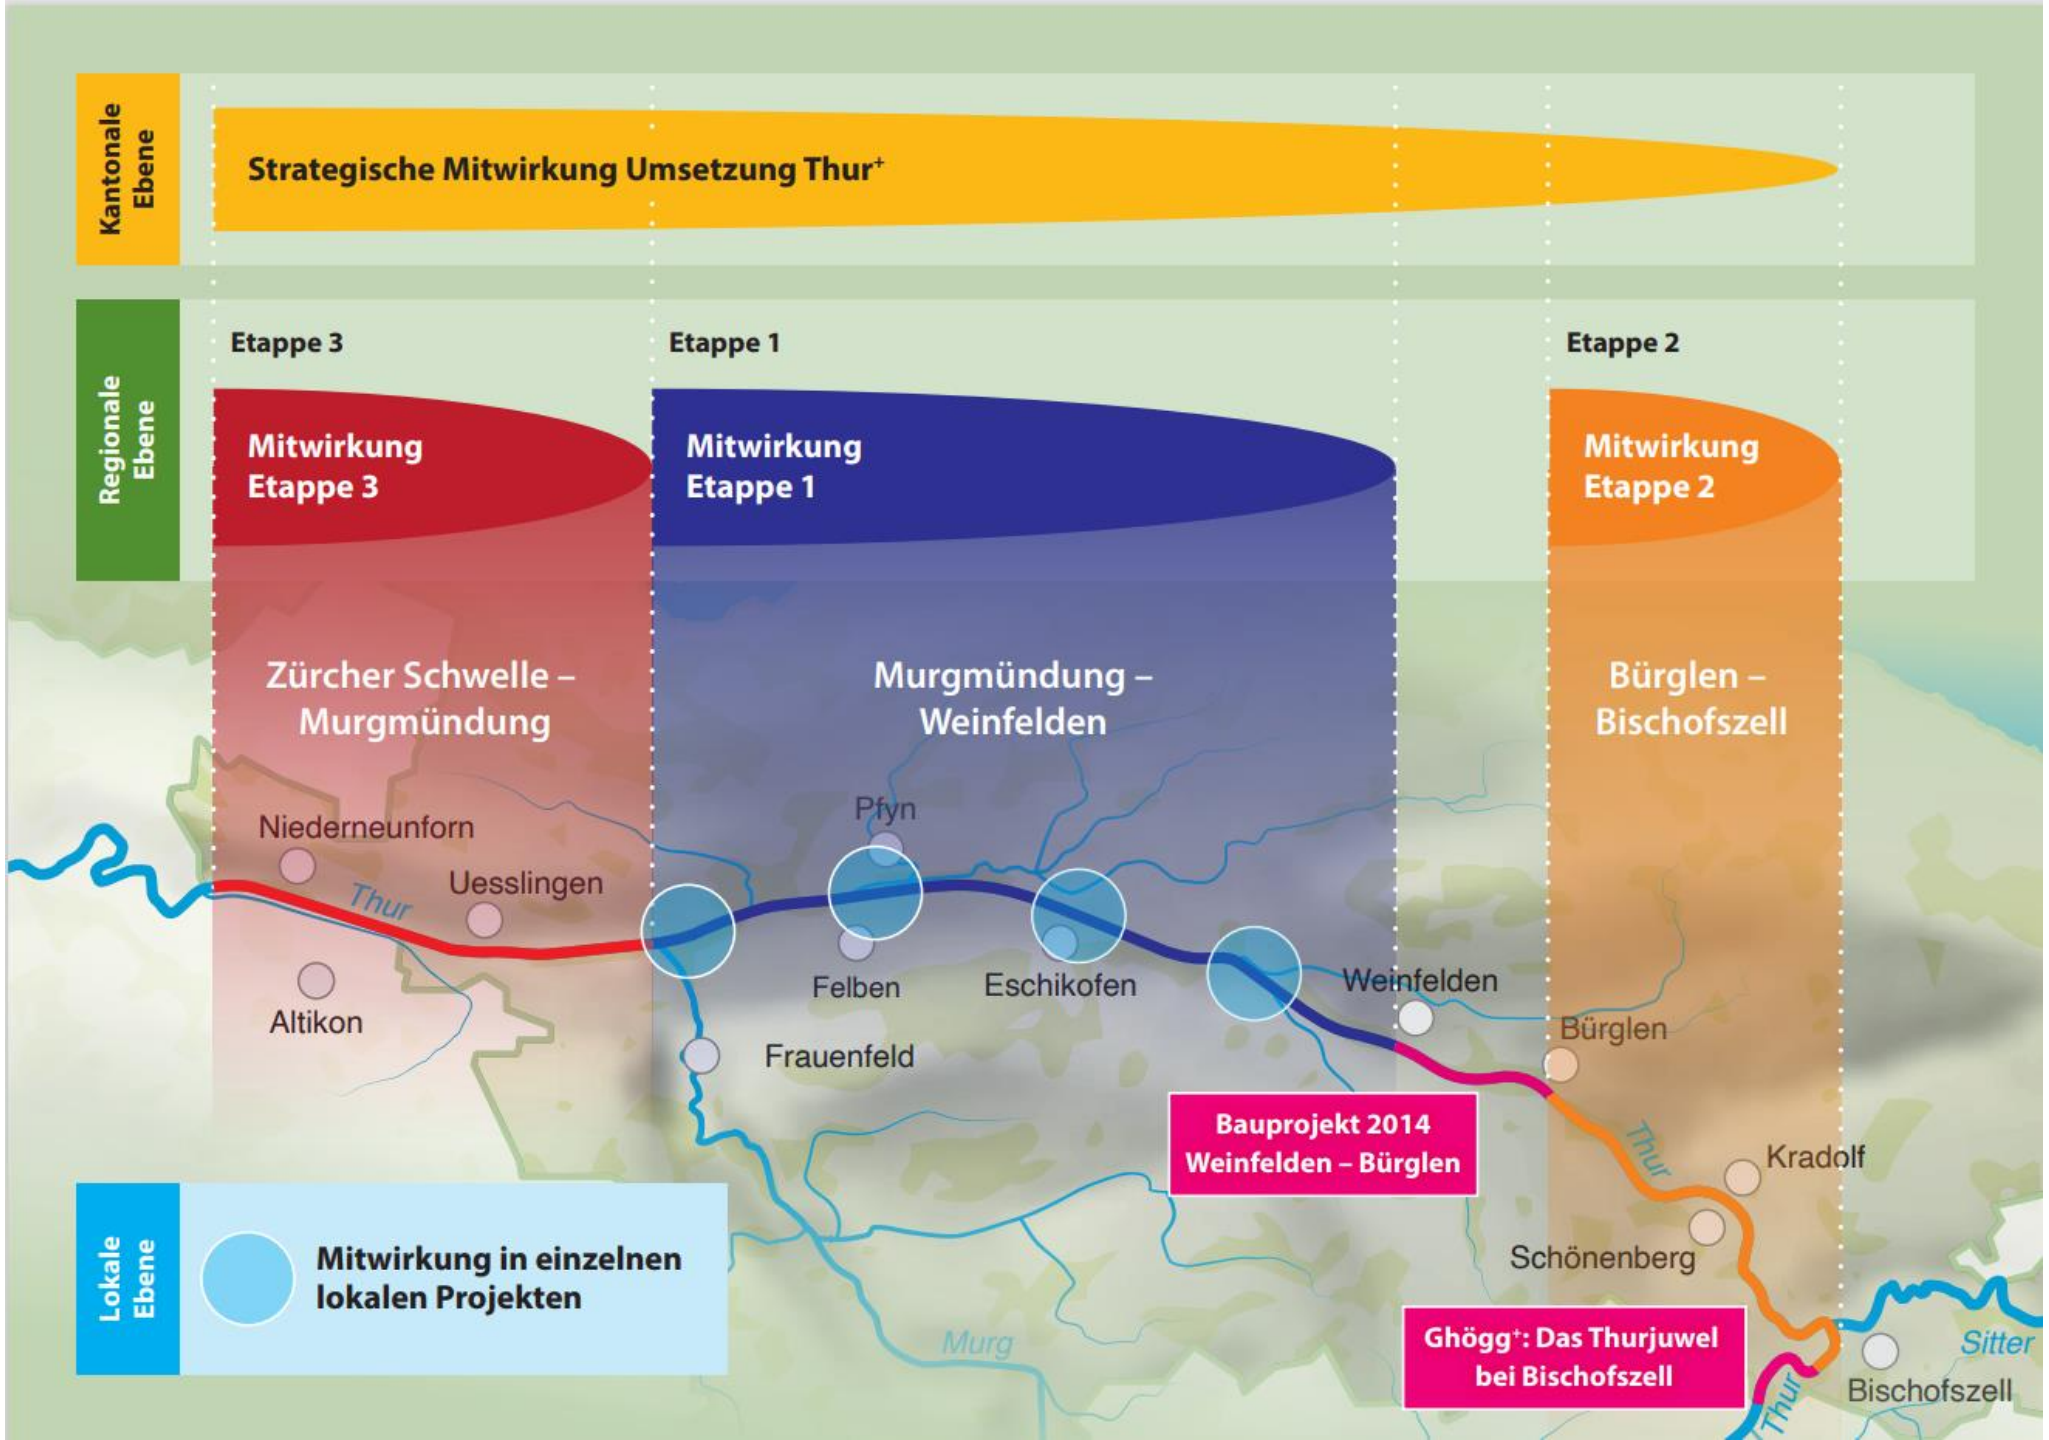 Kantonale
Ebene
Strategische Mitwirkung Umsetzung Thur⁺
Regionale
Ebene
Etappe 3
Etappe 1
Etappe 2
Mitwirkung
Etappe 3
Mitwirkung
Etappe 1
Mitwirkung
Etappe 2
Zürcher Schwelle –
Murgmündung
Murgmündung –
Weinfelden
Bürglen –
Bischofszell
Niederneunforn
Uesslingen
Thur
Altikon
Pfyn
Felben
Eschikofen
Frauenfeld
Weinfelden
Bürglen
Bauprojekt 2014
Weinfelden – Bürglen
Thur
Kradolf
Schönenberg
Lokale
Ebene
Mitwirkung in einzelnen
lokalen Projekten
Murg
Ghögg⁺: Das Thurjuwel
bei Bischofszell
Sitter
Bischofszell
Thur